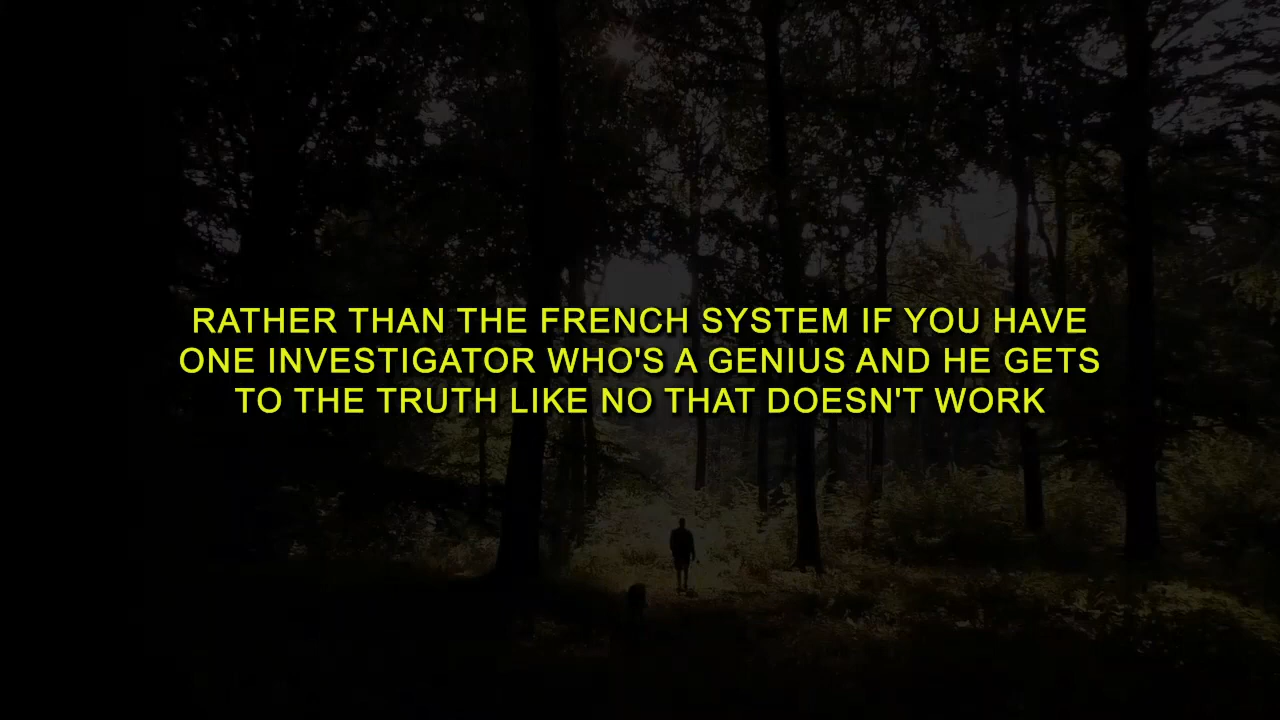 RATHER THAN THE FRENCH SYSTEM IF YOU HAVE
ONE INVESTIGATOR WHO'S A GENIUS AND HE GETS
TO THE TRUTH LIKE NO THAT DOESN'T WORK